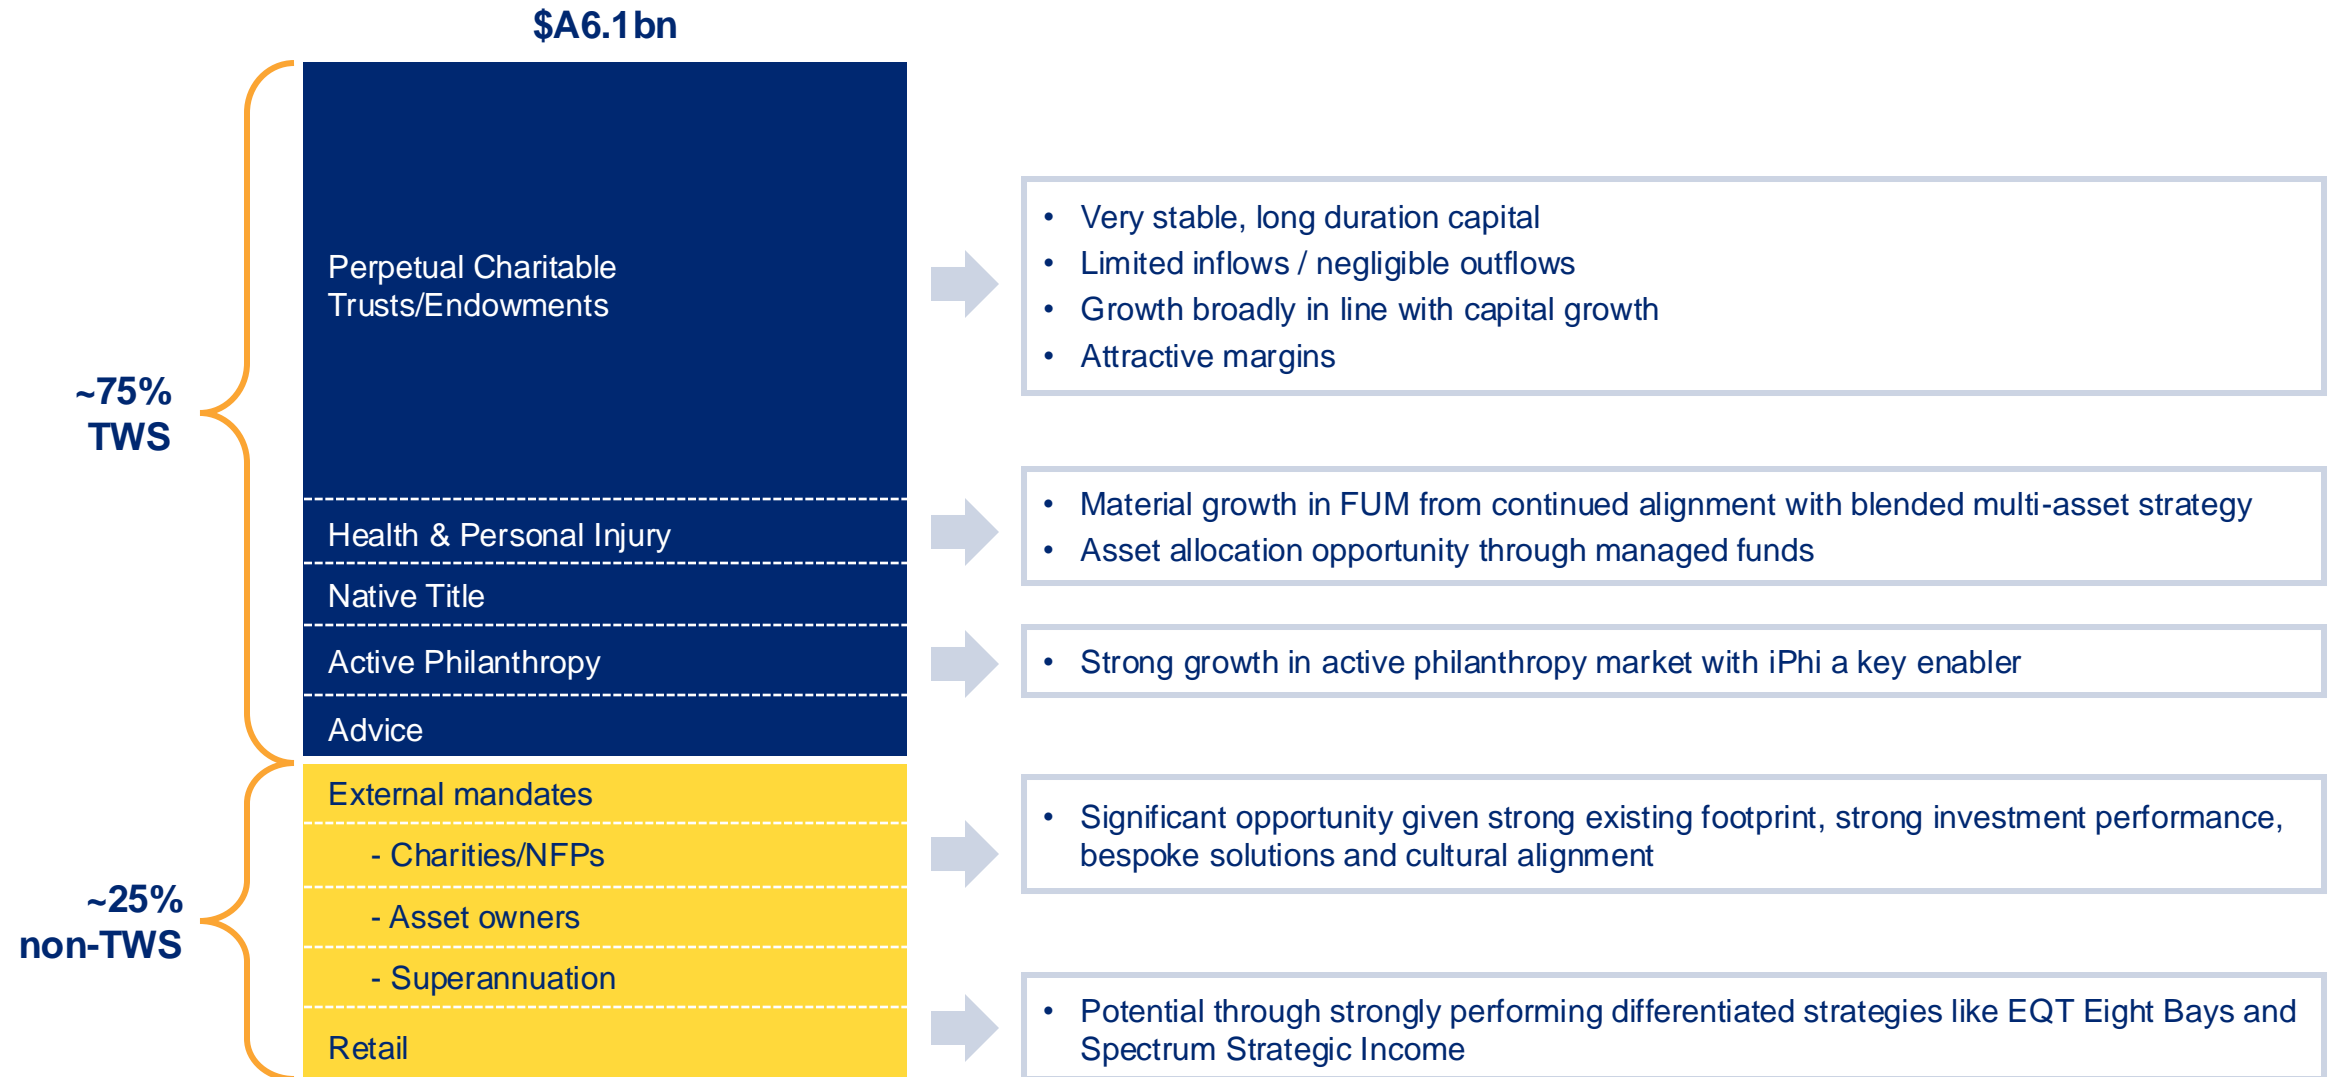 $A6.1bn
~75%
TWS
Perpetual Charitable
Trusts/Endowments
• Very stable, long duration capital
• Limited inflows / negligible outflows
• Growth broadly in line with capital growth
• Attractive margins
Health & Personal Injury
• Material growth in FUM from continued alignment with blended multi-asset strategy
• Asset allocation opportunity through managed funds
Native Title
Active Philanthropy
• Strong growth in active philanthropy market with iPhi a key enabler
Advice
~25%
non-TWS
External mandates
- Charities/NFPs
- Asset owners
- Superannuation
• Significant opportunity given strong existing footprint, strong investment performance,
bespoke solutions and cultural alignment
Retail
• Potential through strongly performing differentiated strategies like EQT Eight Bays and
Spectrum Strategic Income